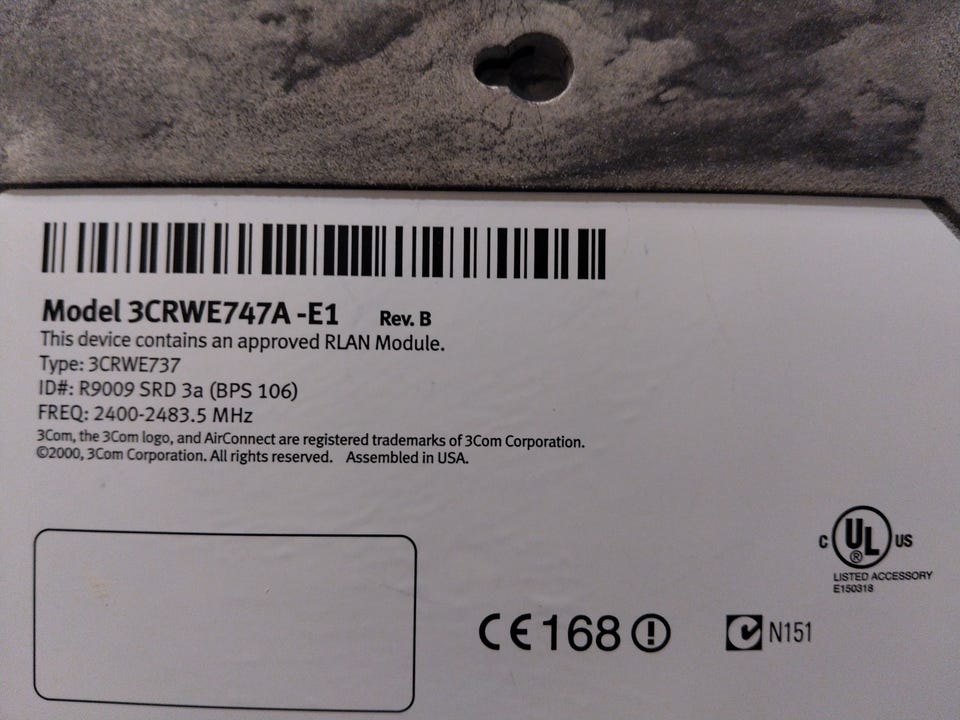 Model 3CRWE747A -E1 Rev. B
This device contains an approved RLAN Module.
Type: 3CRWE737
ID#: R9009 SRD 3a (BPS 106)
FREQ: 2400-2483.5 MHz
3Com, the 3Com logo, and AirConnect are registered trademarks of 3Com Corporation.
©2000, 3Com Corporation. All rights reserved. Assembled in USA.
C UL ® US
LISTED ACCESSORY
E150318
CE 168 ! N151